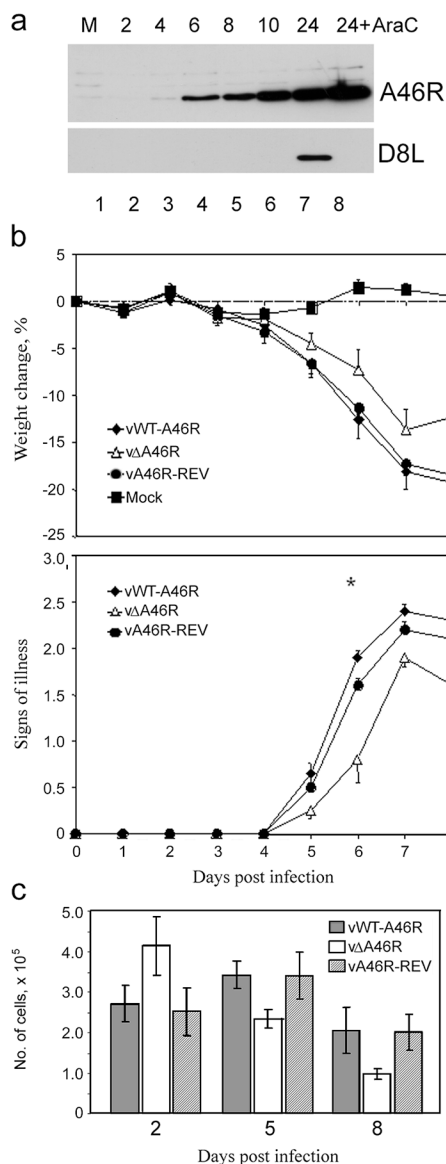 a
M 2 4 6 8 10 24 24+AraC
A46R
D8L
1 2 3 4 5 6 7 8
b
5
0
-5
-10
-15
-20
-25
Weight change, %
vWT-A46R
v∆A46R
vA46R-REV
Mock
3.0
2.5
2.0
1.5
1.0
0.5
0
Signs of illness
*
vWT-A46R
v∆A46R
vA46R-REV
0 1 2 3 4 5 6 7
Days post infection
c
5.0
4.0
3.0
2.0
1.0
0
No. of cells, x 10⁵
vWT-A46R
v∆A46R
vA46R-REV
2 5 8
Days post infection